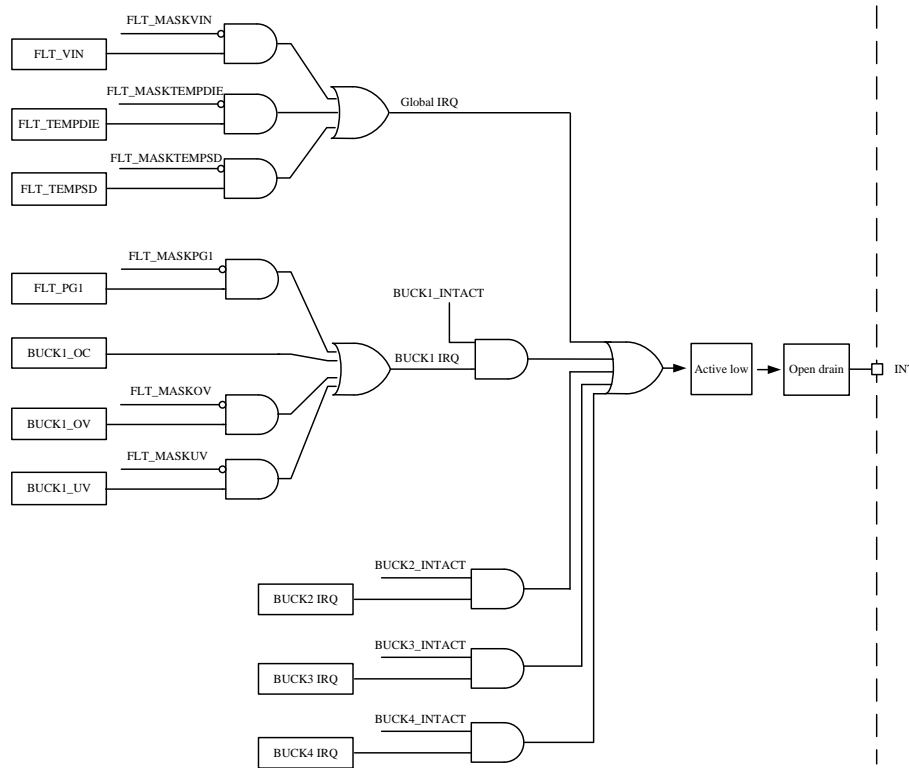 FLT_MASKVIN
FLT_VIN
FLT_MASKTEMPDIE
FLT_TEMPDIE
Global IRQ
FLT_MASKTEMPSD
FLT_TEMPSD
FLT_MASKPG1
FLT_PG1
BUCK1_INTACT
BUCK1_OC
BUCK1 IRQ
Active low
Open drain
FLT_MASKOV
BUCK1_OV
FLT_MASKUV
BUCK1_UV
BUCK2_INTACT
BUCK2 IRQ
BUCK3_INTACT
BUCK3 IRQ
BUCK4_INTACT
BUCK4 IRQ